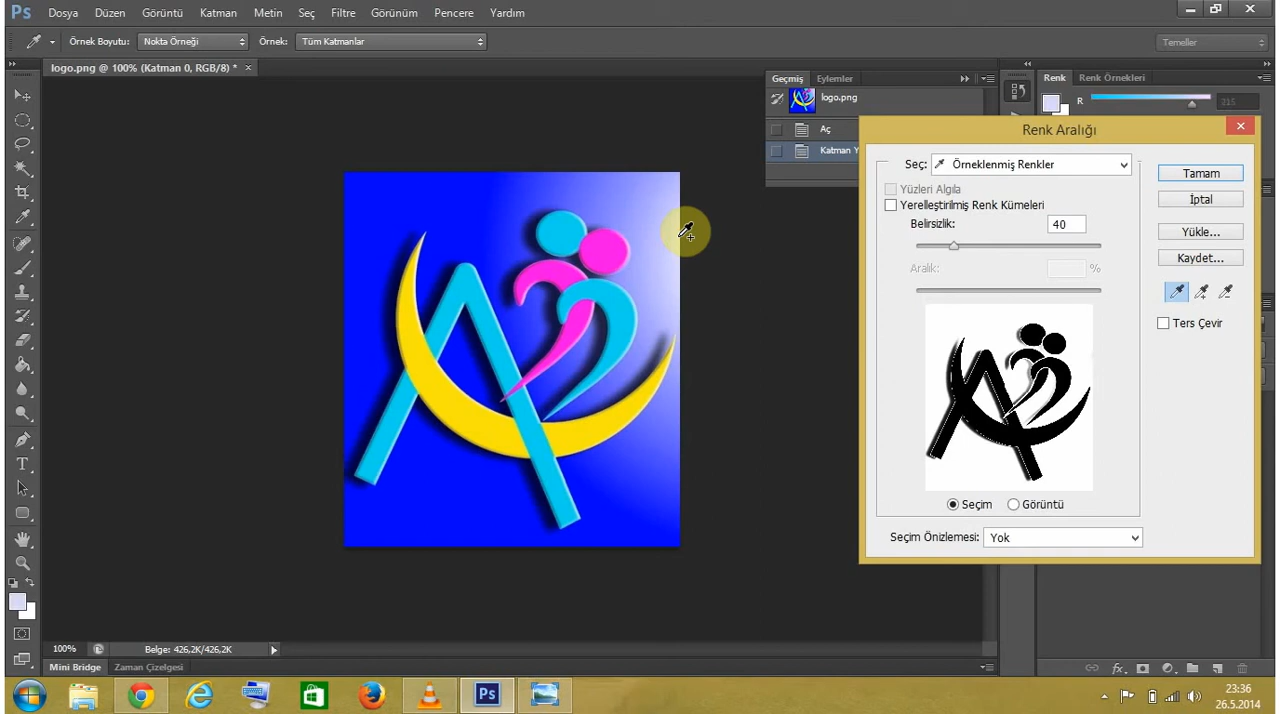 Ps Dosya Düzen Görüntü Katman Metin Seç Filtre Görünüm Pencere Yardım
Örnek Boyutu: Nokta Örneği Örnek: Tüm Katmanlar Temeller
logo.png @ 100% (Katman 0, RGB/8) *
Geçmiş Eylemler
Renk Renk Örnekleri
logo.png
R 215
Aç
Katman Y
Renk Aralığı
Seç: Örneklenmiş Renkler
Yüzleri Algıla
Yerelleştirilmiş Renk Kümeleri
Belirsizlik: 40
Aralık: %
Tamam
İptal
Yükle...
Kaydet...
Ters Çevir
Seçim Görüntü
Seçim Önizlemesi: Yok
100% Belge: 426,2K/426,2K
Mini Bridge Zaman Çizelgesi
fx
Ps
23:36
26.5.2014